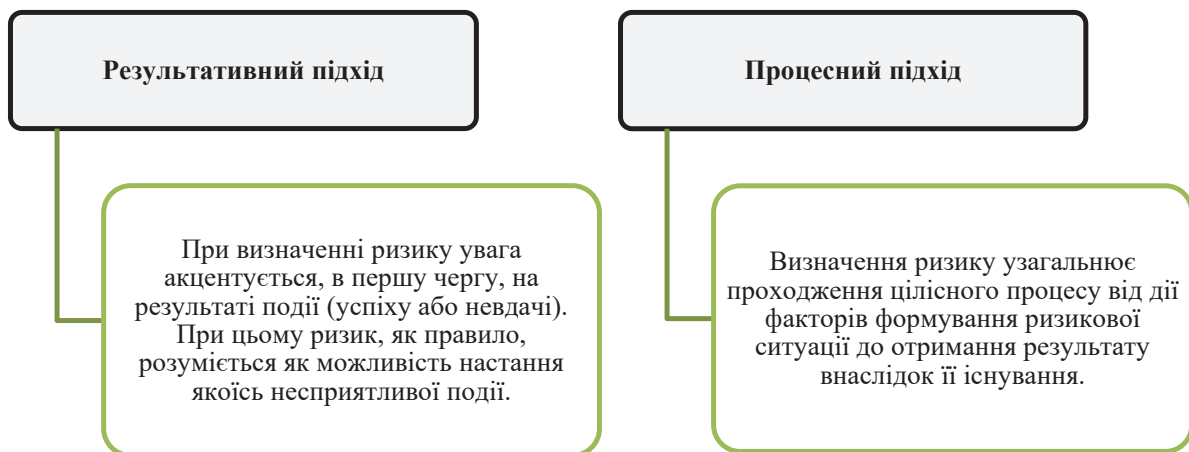 Результативний підхід
При визначенні ризику увага
акцентується, в першу чергу, на
результаті події (успіху або невдачі).
При цьому ризик, як правило,
розуміється як можливість настання
якоїсь несприятливої події.
Процесний підхід
Визначення ризику узагальнює
проходження цілісного процесу від дії
факторів формування ризикової
ситуації до отримання результату
внаслідок її існування.